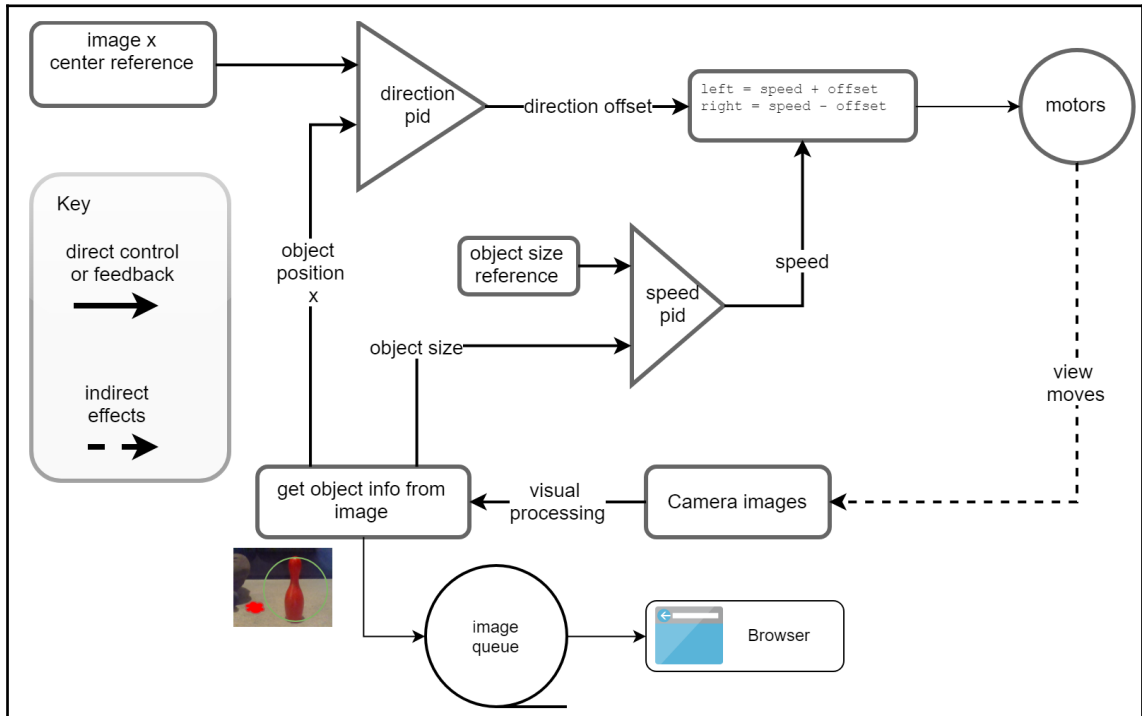 image x
center reference
direction
pid
direction offset
left = speed + offset
right = speed - offset
motors
Key
direct control
or feedback
indirect
effects
object
position
x
object size
reference
speed
pid
speed
object size
view
moves
get object info from
image
visual
processing
Camera images
image
queue
Browser